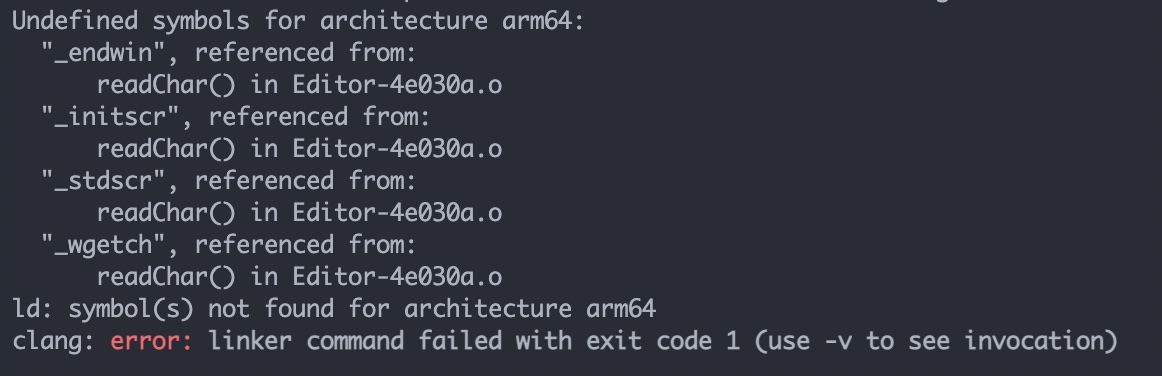 Undefined symbols for architecture arm64:
"_endwin", referenced from:
readChar() in Editor-4e030a.o
"_initscr", referenced from:
readChar() in Editor-4e030a.o
"_stdscr", referenced from:
readChar() in Editor-4e030a.o
"_wgetch", referenced from:
readChar() in Editor-4e030a.o
ld: symbol(s) not found for architecture arm64
clang: error: linker command failed with exit code 1 (use -v to see invocation)